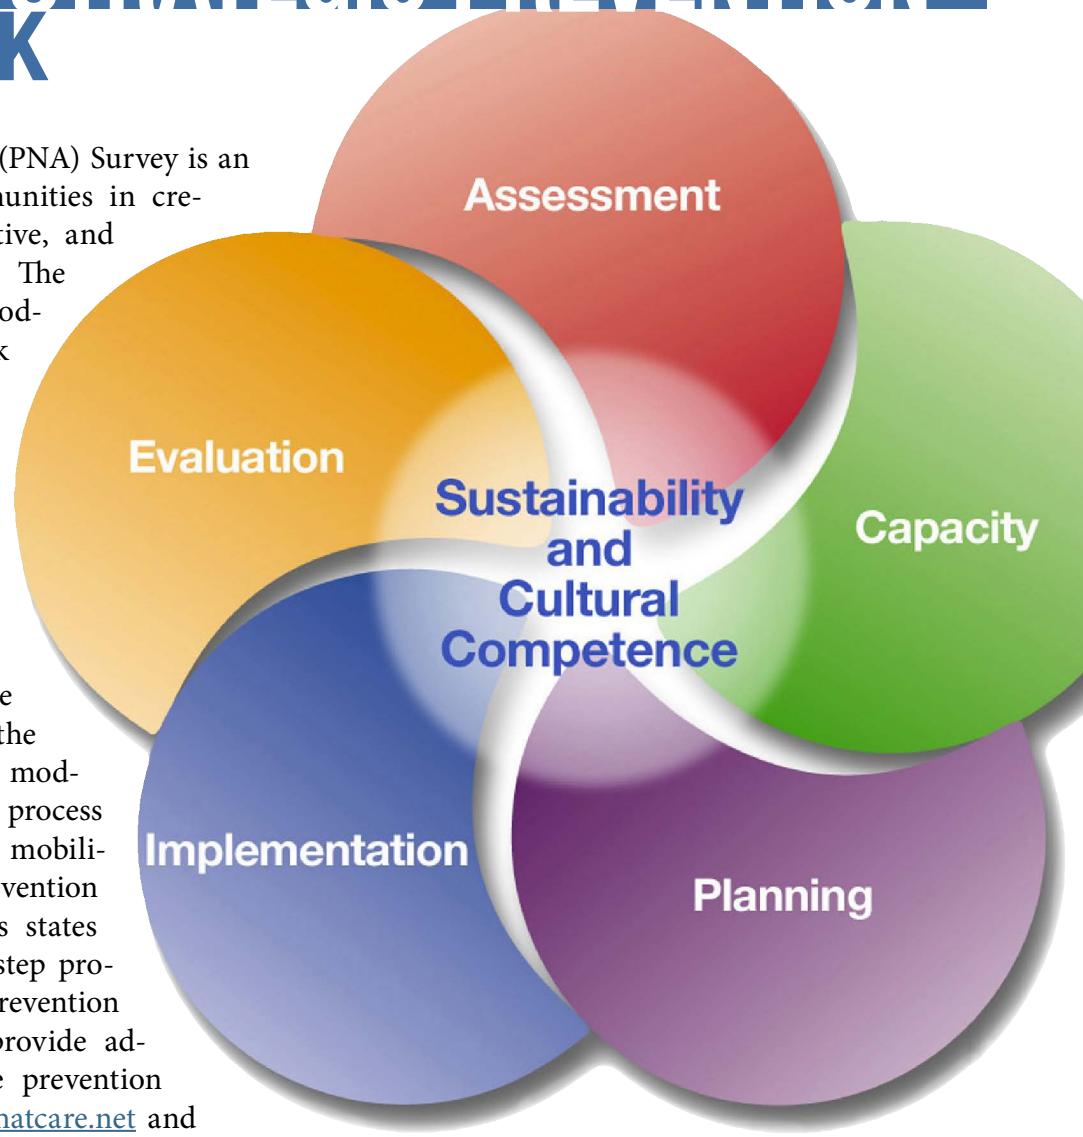 K
(PNA) Survey is an
munities in cre-
tive, and
The
od-
k
e
the
mod-
process
mobili-
vention
s states
step pro-
revention
provide ad-
e prevention
natcare.net and
Assessment
Capacity
Planning
Implementation
Evaluation
Sustainability
and
Cultural
Competence